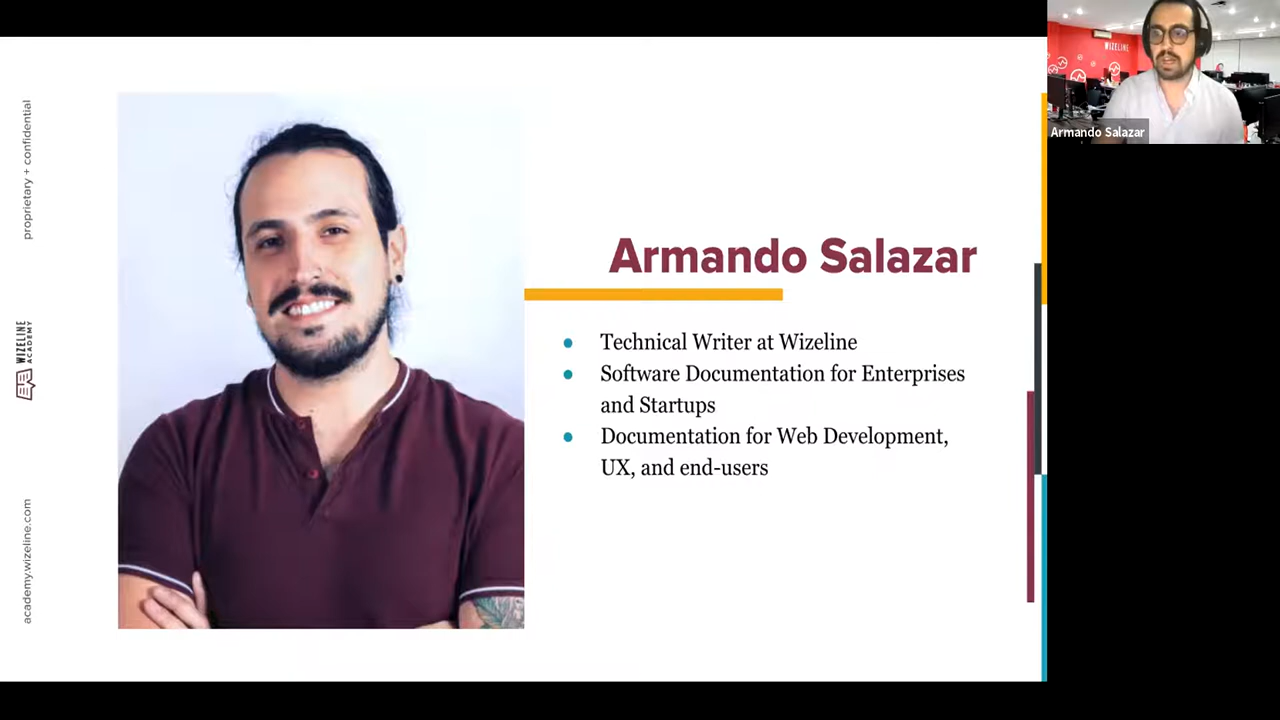 proprietary + confidential
WIZELINE
ACADEMY
academy.wizeline.com
Armando Salazar
Technical Writer at Wizeline
Software Documentation for Enterprises
and Startups
Documentation for Web Development,
UX, and end-users
WIZELINE
Armando Salazar